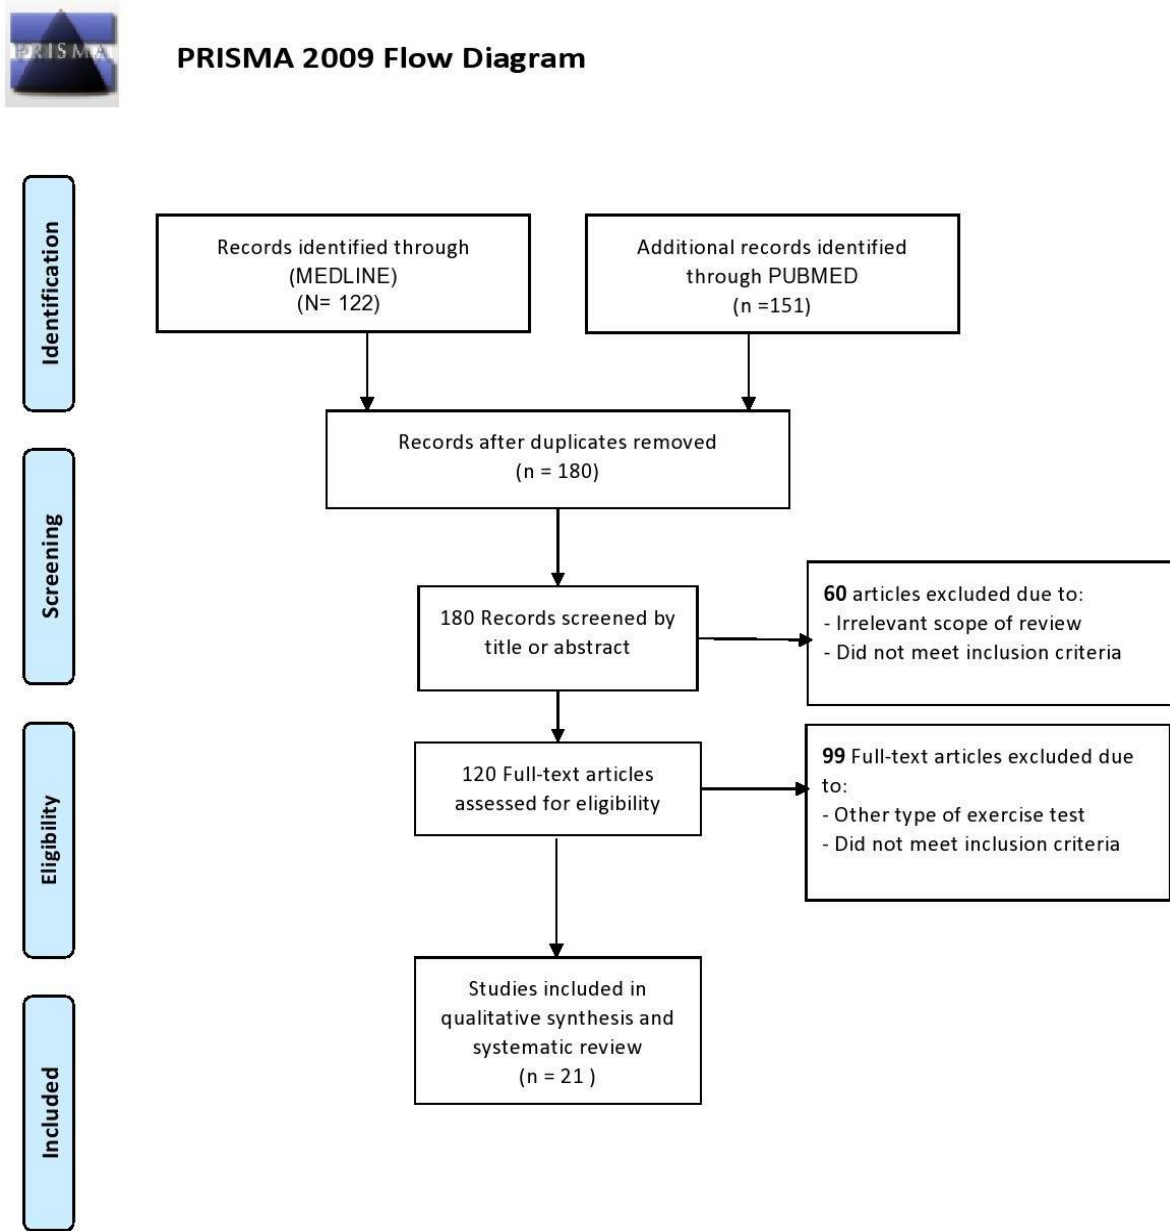 PRISMA
PRISMA 2009 Flow Diagram
Identification
Records identified through
(MEDLINE)
(N= 122)
Additional records identified
through PUBMED
(n =151)
Records after duplicates removed
(n = 180)
Screening
180 Records screened by
title or abstract
60 articles excluded due to:
- Irrelevant scope of review
- Did not meet inclusion criteria
Eligibility
120 Full-text articles
assessed for eligibility
99 Full-text articles excluded due
to:
- Other type of exercise test
- Did not meet inclusion criteria
Included
Studies included in
qualitative synthesis and
systematic review
(n = 21 )